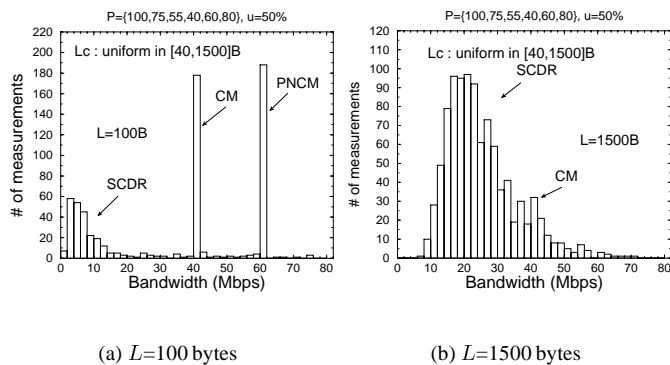 P={100,75,55,40,60,80}, u=50%
220
200
180
160
140
120
100
80
60
40
20
0
# of measurements
Lc : uniform in [40,1500]B
CM
PNCM
L=100B
SCDR
0 10 20 30 40 50 60 70 80
Bandwidth (Mbps)
(a) L=100 bytes
P={100,75,55,40,60,80}, u=50%
120
110
100
90
80
70
60
50
40
30
20
10
0
# of measurements
Lc : uniform in [40,1500]B
SCDR
L=1500B
CM
0 10 20 30 40 50 60 70 80
Bandwidth (Mbps)
(b) L=1500 bytes